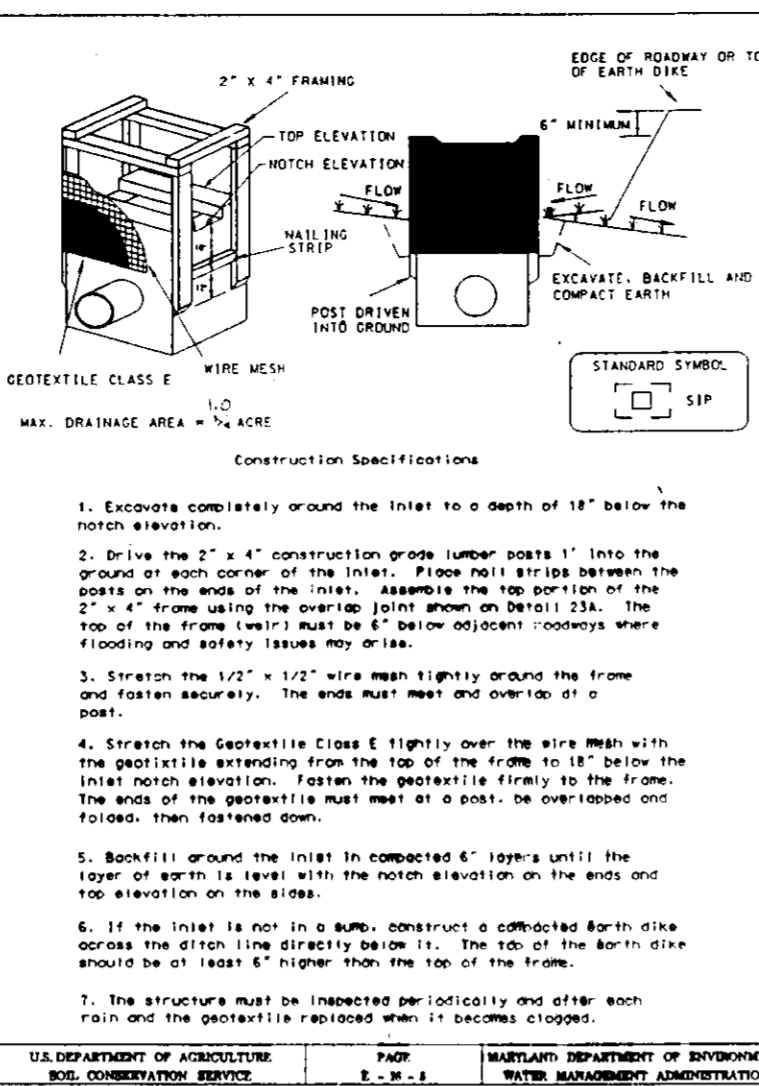 EDGE OF ROADWAY OR TO
OF EARTH DIKE
2" X 4" FRAMING
6" MINIMUM
TOP ELEVATION
NOTCH ELEVATION
FLOW
FLOW
FLOW
NAILING
STRIP
18"
12"
EXCAVATE, BACKFILL AND
COMPACT EARTH
POST DRIVEN
INTO GROUND
WIRE MESH
GEOTEXTILE CLASS E
STANDARD SYMBOL
SIP
1.0
MAX. DRAINAGE AREA = ACRE
Construction Specifications
1. Excavate completely around the inlet to a depth of 18" below the
notch elevation.
2. Drive the 2" x 4" construction grade lumber posts 1' into the
ground at each corner of the inlet. Place nail strips between the
posts on the ends of the inlet. Assemble the top portion of the
2" x 4" frame using the overlap joint shown on Detail 23A. The
top of the frame (weir) must be 6" below adjacent roadways where
flooding and safety issues may arise.
3. Stretch the 1/2" x 1/2" wire mesh tightly around the frame
and fasten securely. The ends must meet and overlap at a
post.
4. Stretch the Geotextile Class E tightly over the wire mesh with
the geotixtile extending from the top of the frame to 18" below the
inlet notch elevation. Fasten the geotextile firmly to the frame.
The ends of the geotextile must meet at a post, be overlapped and
folded, then fastened down.
5. Backfill around the inlet in compacted 6" layers until the
layer of earth is level with the notch elevation on the ends and
top elevation on the sides.
6. If the inlet is not in a sump, construct a compacted earth dike
across the ditch line directly below it. The top of the earth dike
should be at least 6" higher than the top of the frame.
7. The structure must be inspected periodically and after each
rain and the geotextile replaced when it becomes clogged.
U.S. DEPARTMENT OF AGRICULTURE
SOIL CONSERVATION SERVICE
PAGE
E - 16 - 5
MARYLAND DEPARTMENT OF ENVIRONM
WATER MANAGEMENT ADMINISTRATIO